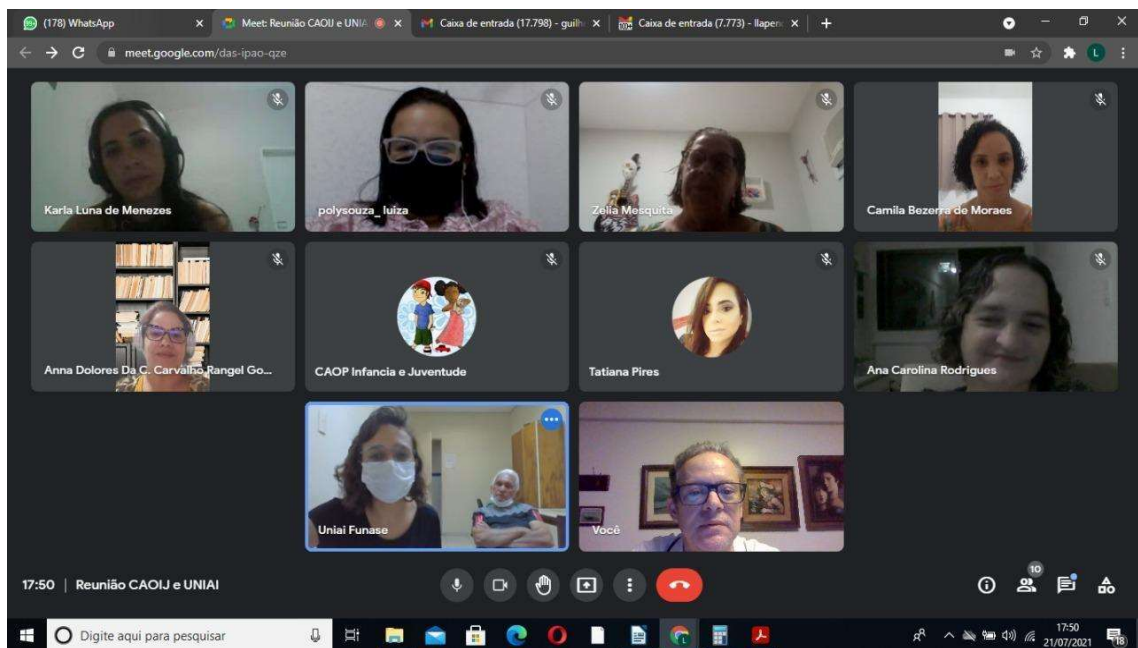 (178) WhatsApp
Meet: Reunião CAOIJ e UNIA
Caixa de entrada (17.798) - guilh
Caixa de entrada (7.773) - llapen
meet.google.com/das-ipao-qze
L
Karla Luna de Menezes
polysouza_luiza
Zelia Mesquita
Camila Bezerra de Moraes
Anna Dolores Da C. Carvalho Rangel Go...
CAOP Infancia e Juventude
Tatiana Pires
Ana Carolina Rodrigues
Uniai Funase
Você
17:50 | Reunião CAOIJ e UNIAI
10
Digite aqui para pesquisar
17:50
21/07/2021
18